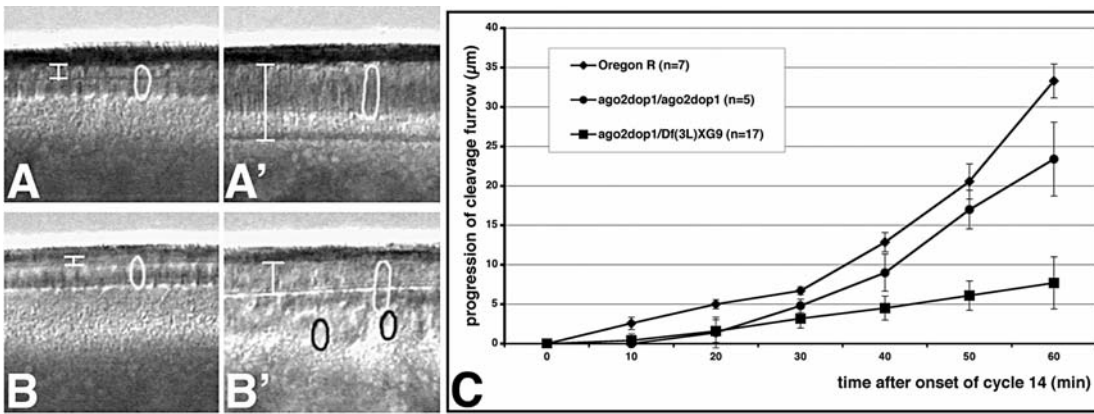 A
A'
B
B'
C
progression of cleavage furrow (µm)
40
35
30
25
20
15
10
5
0
Oregon R (n=7)
ago2dop1/ago2dop1 (n=5)
ago2dop1/Df(3L)XG9 (n=17)
0 10 20 30 40 50 60
time after onset of cycle 14 (min)